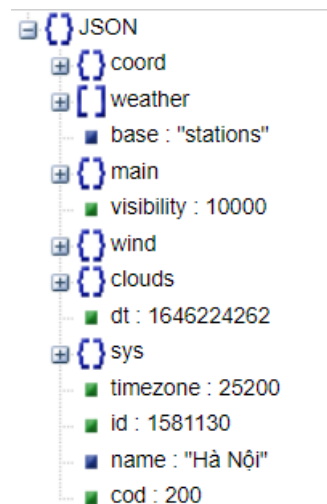 {} JSON
{} coord
[] weather
base : "stations"
{} main
visibility : 10000
{} wind
{} clouds
dt : 1646224262
{} sys
timezone : 25200
id : 1581130
name : "Hà Nội"
cod : 200